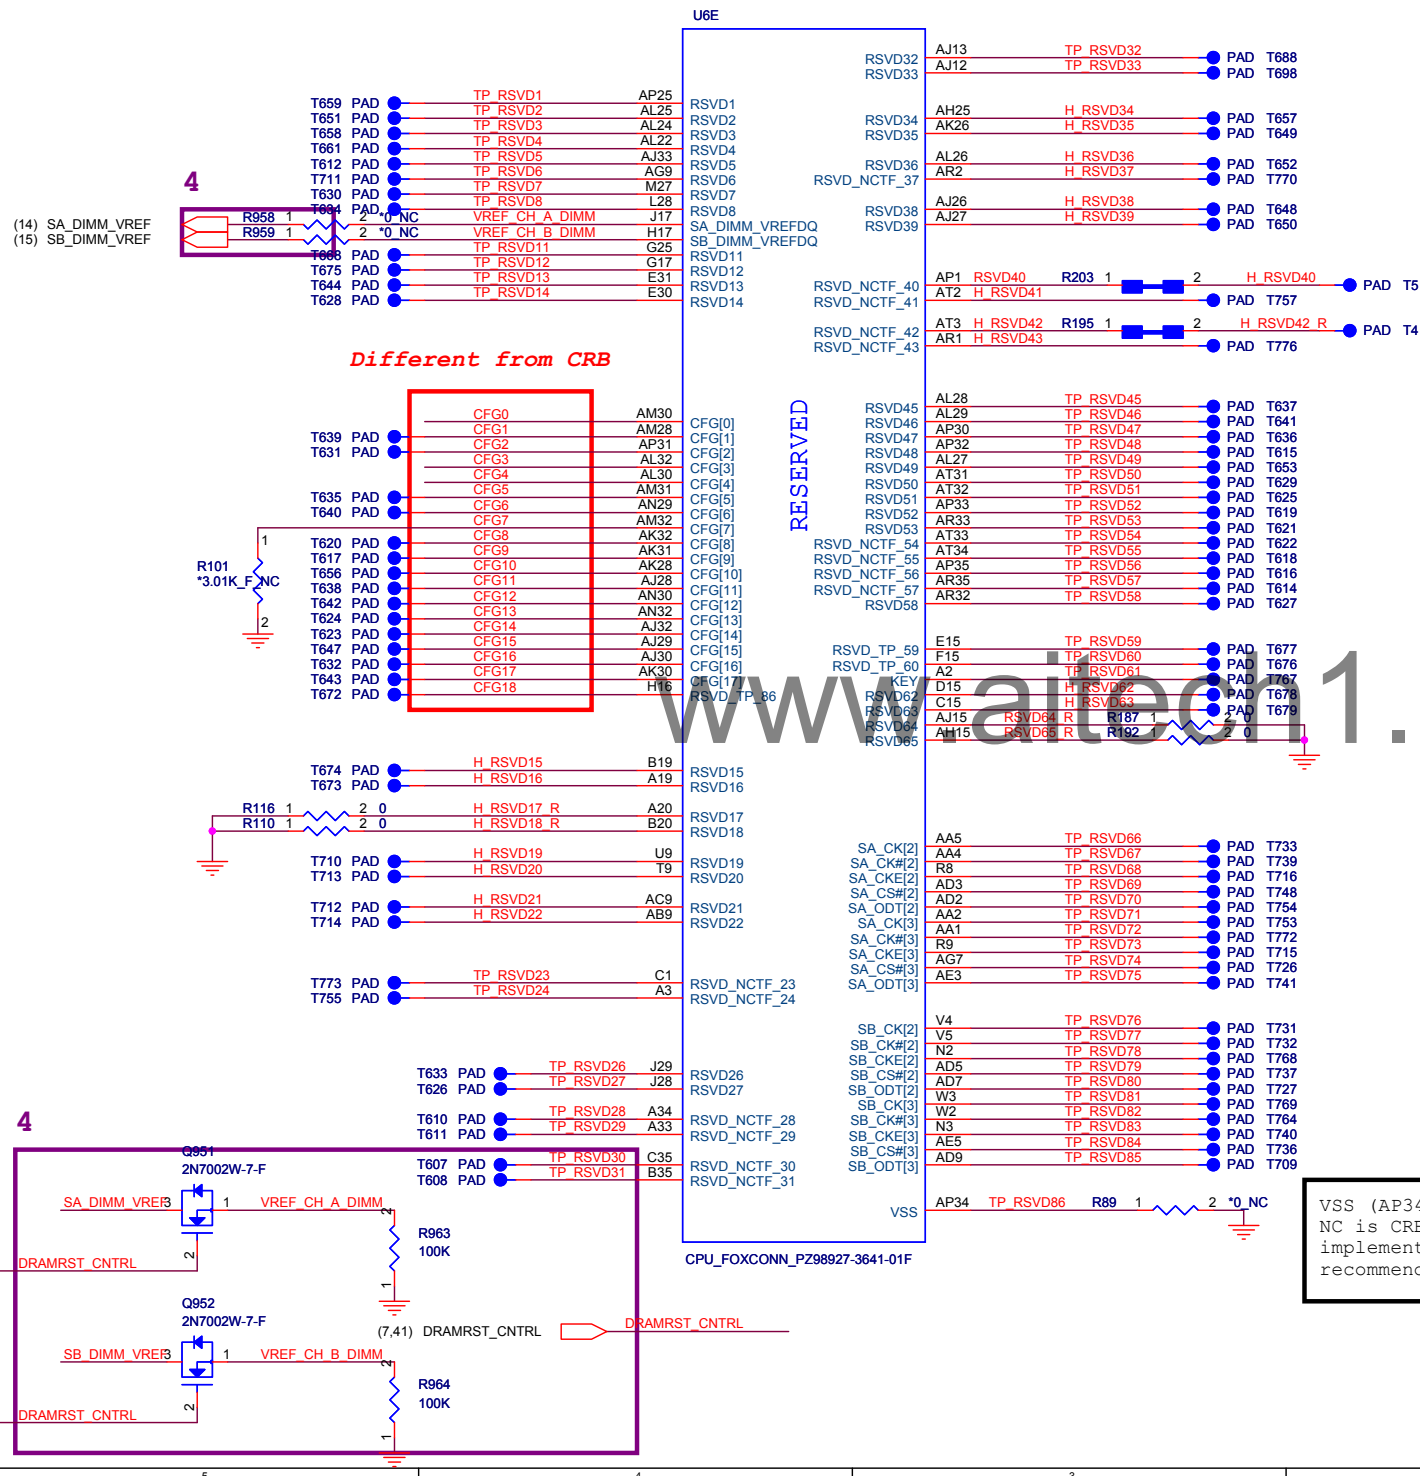 U6E
T659 PAD TP_RSVD1 AP25 RSVD1
T651 PAD TP_RSVD2 AL25 RSVD2
T658 PAD TP_RSVD3 AL24 RSVD3
T661 PAD TP_RSVD4 AL22 RSVD4
T612 PAD TP_RSVD5 AJ33 RSVD5
T711 PAD TP_RSVD6 AG9 RSVD6
T630 PAD TP_RSVD7 M27 RSVD7
T634 PAD TP_RSVD8 L28 RSVD8
4
(14) SA_DIMM_VREF R958 1 2 *0_NC VREF_CH_A_DIMM J17 SA_DIMM_VREFDQ
(15) SB_DIMM_VREF R959 1 2 *0_NC VREF_CH_B_DIMM H17 SB_DIMM_VREFDQ
T668 PAD TP_RSVD11 G25 RSVD11
T675 PAD TP_RSVD12 G17 RSVD12
T644 PAD TP_RSVD13 E31 RSVD13
T628 PAD TP_RSVD14 E30 RSVD14
Different from CRB
CFG0 AM30 CFG[0]
T639 PAD CFG1 AM28 CFG[1]
T631 PAD CFG2 AP31 CFG[2]
CFG3 AL32 CFG[3]
CFG4 AL30 CFG[4]
T635 PAD CFG5 AM31 CFG[5]
T640 PAD CFG6 AN29 CFG[6]
CFG7 AM32 CFG[7]
R101 1 2
*3.01K_F_NC
T620 PAD CFG8 AK32 CFG[8]
T617 PAD CFG9 AK31 CFG[9]
T656 PAD CFG10 AK28 CFG[10]
T638 PAD CFG11 AJ28 CFG[11]
T642 PAD CFG12 AN30 CFG[12]
T624 PAD CFG13 AN32 CFG[13]
T623 PAD CFG14 AJ32 CFG[14]
T647 PAD CFG15 AJ29 CFG[15]
T632 PAD CFG16 AJ30 CFG[16]
T643 PAD CFG17 AK30 CFG[17]
T672 PAD CFG18 H16 RSVD_TP_86
T674 PAD H_RSVD15 B19 RSVD15
T673 PAD H_RSVD16 A19 RSVD16
R116 1 2 0 H_RSVD17_R A20 RSVD17
R110 1 2 0 H_RSVD18_R B20 RSVD18
T710 PAD H_RSVD19 U9 RSVD19
T713 PAD H_RSVD20 T9 RSVD20
T712 PAD H_RSVD21 AC9 RSVD21
T714 PAD H_RSVD22 AB9 RSVD22
T773 PAD TP_RSVD23 C1 RSVD_NCTF_23
T755 PAD TP_RSVD24 A3 RSVD_NCTF_24
T633 PAD TP_RSVD26 J29 RSVD26
T626 PAD TP_RSVD27 J28 RSVD27
T610 PAD TP_RSVD28 A34 RSVD_NCTF_28
T611 PAD TP_RSVD29 A33 RSVD_NCTF_29
T607 PAD TP_RSVD30 C35 RSVD_NCTF_30
T608 PAD TP_RSVD31 B35 RSVD_NCTF_31
RESERVED
RSVD32 AJ13 TP_RSVD32 PAD T688
RSVD33 AJ12 TP_RSVD33 PAD T698
RSVD34 AH25 H_RSVD34 PAD T657
RSVD35 AK26 H_RSVD35 PAD T649
RSVD36 AL26 H_RSVD36 PAD T652
RSVD_NCTF_37 AR2 H_RSVD37 PAD T770
RSVD38 AJ26 H_RSVD38 PAD T648
RSVD39 AJ27 H_RSVD39 PAD T650
RSVD_NCTF_40 AP1 RSVD40 R203 1 2 H_RSVD40 PAD T5
RSVD_NCTF_41 AT2 H_RSVD41 PAD T757
RSVD_NCTF_42 AT3 H_RSVD42 R195 1 2 H_RSVD42_R PAD T4
RSVD_NCTF_43 AR1 H_RSVD43 PAD T776
RSVD45 AL28 TP_RSVD45 PAD T637
RSVD46 AL29 TP_RSVD46 PAD T641
RSVD47 AP30 TP_RSVD47 PAD T636
RSVD48 AP32 TP_RSVD48 PAD T615
RSVD49 AL27 TP_RSVD49 PAD T653
RSVD50 AT31 TP_RSVD50 PAD T629
RSVD51 AT32 TP_RSVD51 PAD T625
RSVD52 AP33 TP_RSVD52 PAD T619
RSVD53 AR33 TP_RSVD53 PAD T621
RSVD_NCTF_54 AT33 TP_RSVD54 PAD T622
RSVD_NCTF_55 AT34 TP_RSVD55 PAD T618
RSVD_NCTF_56 AP35 TP_RSVD56 PAD T616
RSVD_NCTF_57 AR35 TP_RSVD57 PAD T614
RSVD58 AR32 TP_RSVD58 PAD T627
RSVD_TP_59 E15 TP_RSVD59 PAD T677
RSVD_TP_60 F15 TP_RSVD60 PAD T676
KEY A2 TP_RSVD61 PAD T767
RSVD62 D15 H_RSVD62 PAD T678
RSVD63 C15 H_RSVD63 PAD T679
RSVD64 AJ15 RSVD64_R R187 1 2 0
RSVD65 AH15 RSVD65_R R192 1 2 0
www.aitech1.
SA_CK[2] AA5 TP_RSVD66 PAD T733
SA_CK#[2] AA4 TP_RSVD67 PAD T739
SA_CKE[2] R8 TP_RSVD68 PAD T716
SA_CS#[2] AD3 TP_RSVD69 PAD T748
SA_ODT[2] AD2 TP_RSVD70 PAD T754
SA_CK[3] AA2 TP_RSVD71 PAD T753
SA_CK#[3] AA1 TP_RSVD72 PAD T772
SA_CKE[3] R9 TP_RSVD73 PAD T715
SA_CS#[3] AG7 TP_RSVD74 PAD T726
SA_ODT[3] AE3 TP_RSVD75 PAD T741
SB_CK[2] V4 TP_RSVD76 PAD T731
SB_CK#[2] V5 TP_RSVD77 PAD T732
SB_CKE[2] N2 TP_RSVD78 PAD T768
SB_CS#[2] AD5 TP_RSVD79 PAD T737
SB_ODT[2] AD7 TP_RSVD80 PAD T727
SB_CK[3] W3 TP_RSVD81 PAD T769
SB_CK#[3] W2 TP_RSVD82 PAD T764
SB_CKE[3] N3 TP_RSVD83 PAD T740
SB_CS#[3] AE5 TP_RSVD84 PAD T736
SB_ODT[3] AD9 TP_RSVD85 PAD T709
VSS AP34 TP_RSVD86 R89 1 2 *0_NC
CPU_FOXCONN_PZ98927-3641-01F
VSS (AP34
NC is CRB
implement
recommend
4
Q951
2N7002W-7-F
SA_DIMM_VREF 3 1 VREF_CH_A_DIMM 2
R963
100K
DRAMRST_CNTRL 2 1
Q952
2N7002W-7-F
(7,41) DRAMRST_CNTRL DRAMRST_CNTRL
SB_DIMM_VREF 3 1 VREF_CH_B_DIMM 2
R964
100K
DRAMRST_CNTRL 2 1
5 4 3